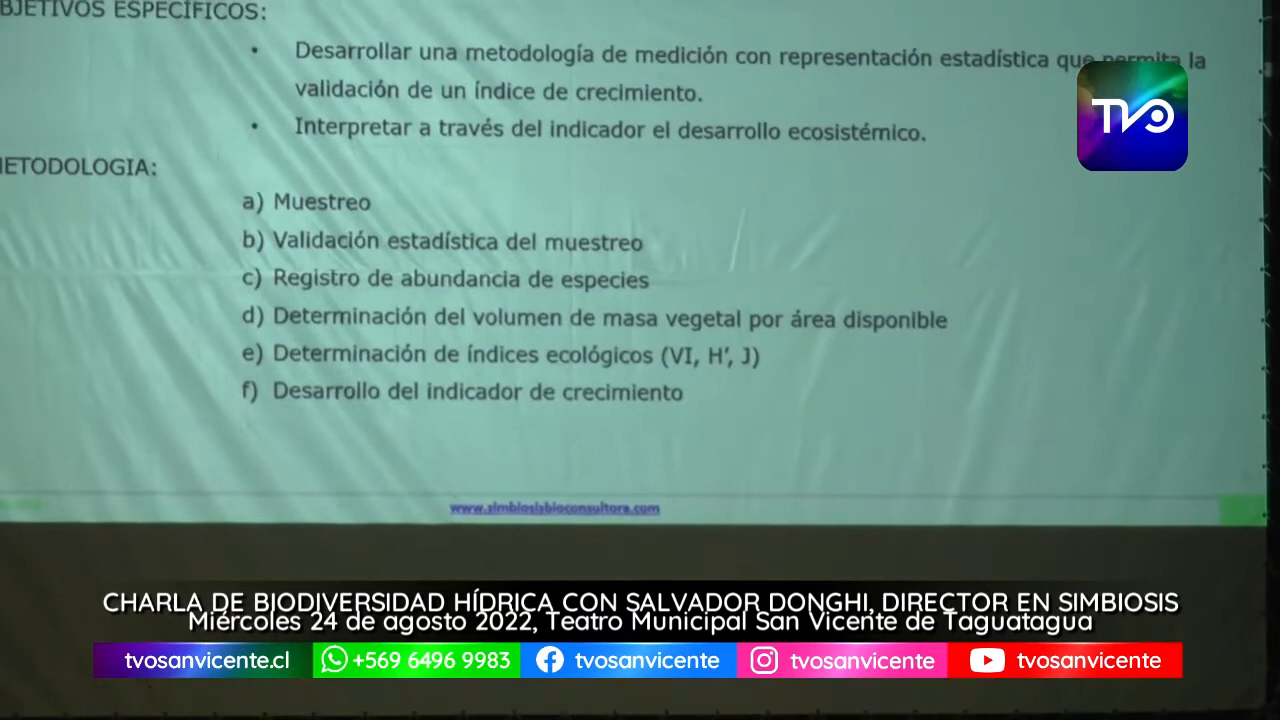 BJETIVOS ESPECÍFICOS:
• Desarrollar una metodología de medición con representación estadística que permita la
validación de un índice de crecimiento.
• Interpretar a través del indicador el desarrollo ecosistémico.
ETODOLOGIA:
a) Muestreo
b) Validación estadística del muestreo
c) Registro de abundancia de especies
d) Determinación del volumen de masa vegetal por área disponible
e) Determinación de índices ecológicos (VI, H’, J)
f) Desarrollo del indicador de crecimiento
www.simbiosisbioconsultora.com
TVO
CHARLA DE BIODIVERSIDAD HÍDRICA CON SALVADOR DONGHI, DIRECTOR EN SIMBIOSIS
Miércoles 24 de agosto 2022, Teatro Municipal San Vicente de Taguatagua
tvosanvicente.cl +569 6496 9983 tvosanvicente tvosanvicente tvosanvicente